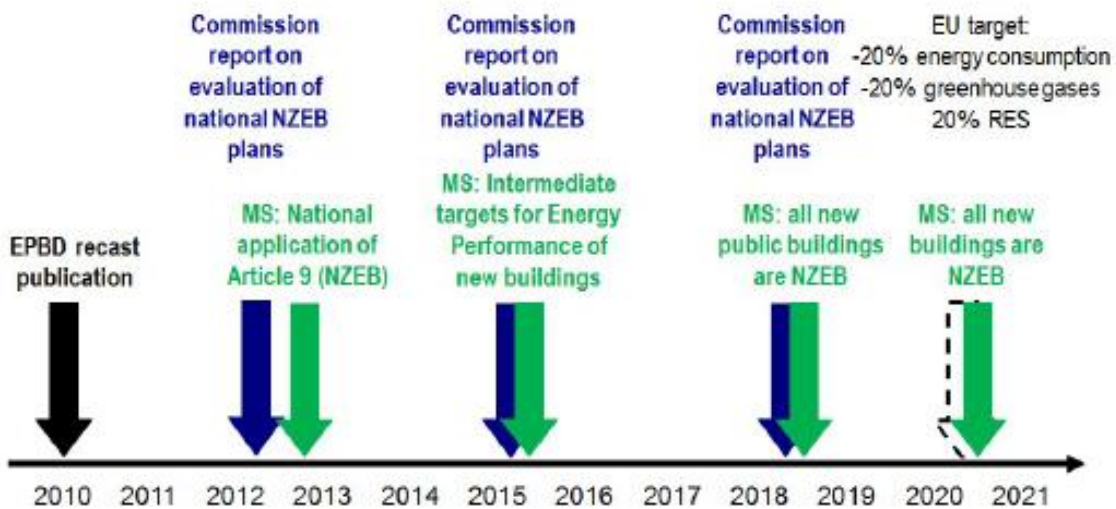 Commission
report on
evaluation of
national NZEB
plans
Commission
report on
evaluation of
national NZEB
plans
Commission
report on
evaluation of
national NZEB
plans
EU target:
-20% energy consumption
-20% greenhouse gases
20% RES
EPBD recast
publication
MS: National
application of
Article 9 (NZEB)
MS: Intermediate
targets for Energy
Performance of
new buildings
MS: all new
public buildings
are NZEB
MS: all new
buildings are
NZEB
2010 2011 2012 2013 2014 2015 2016 2017 2018 2019 2020 2021